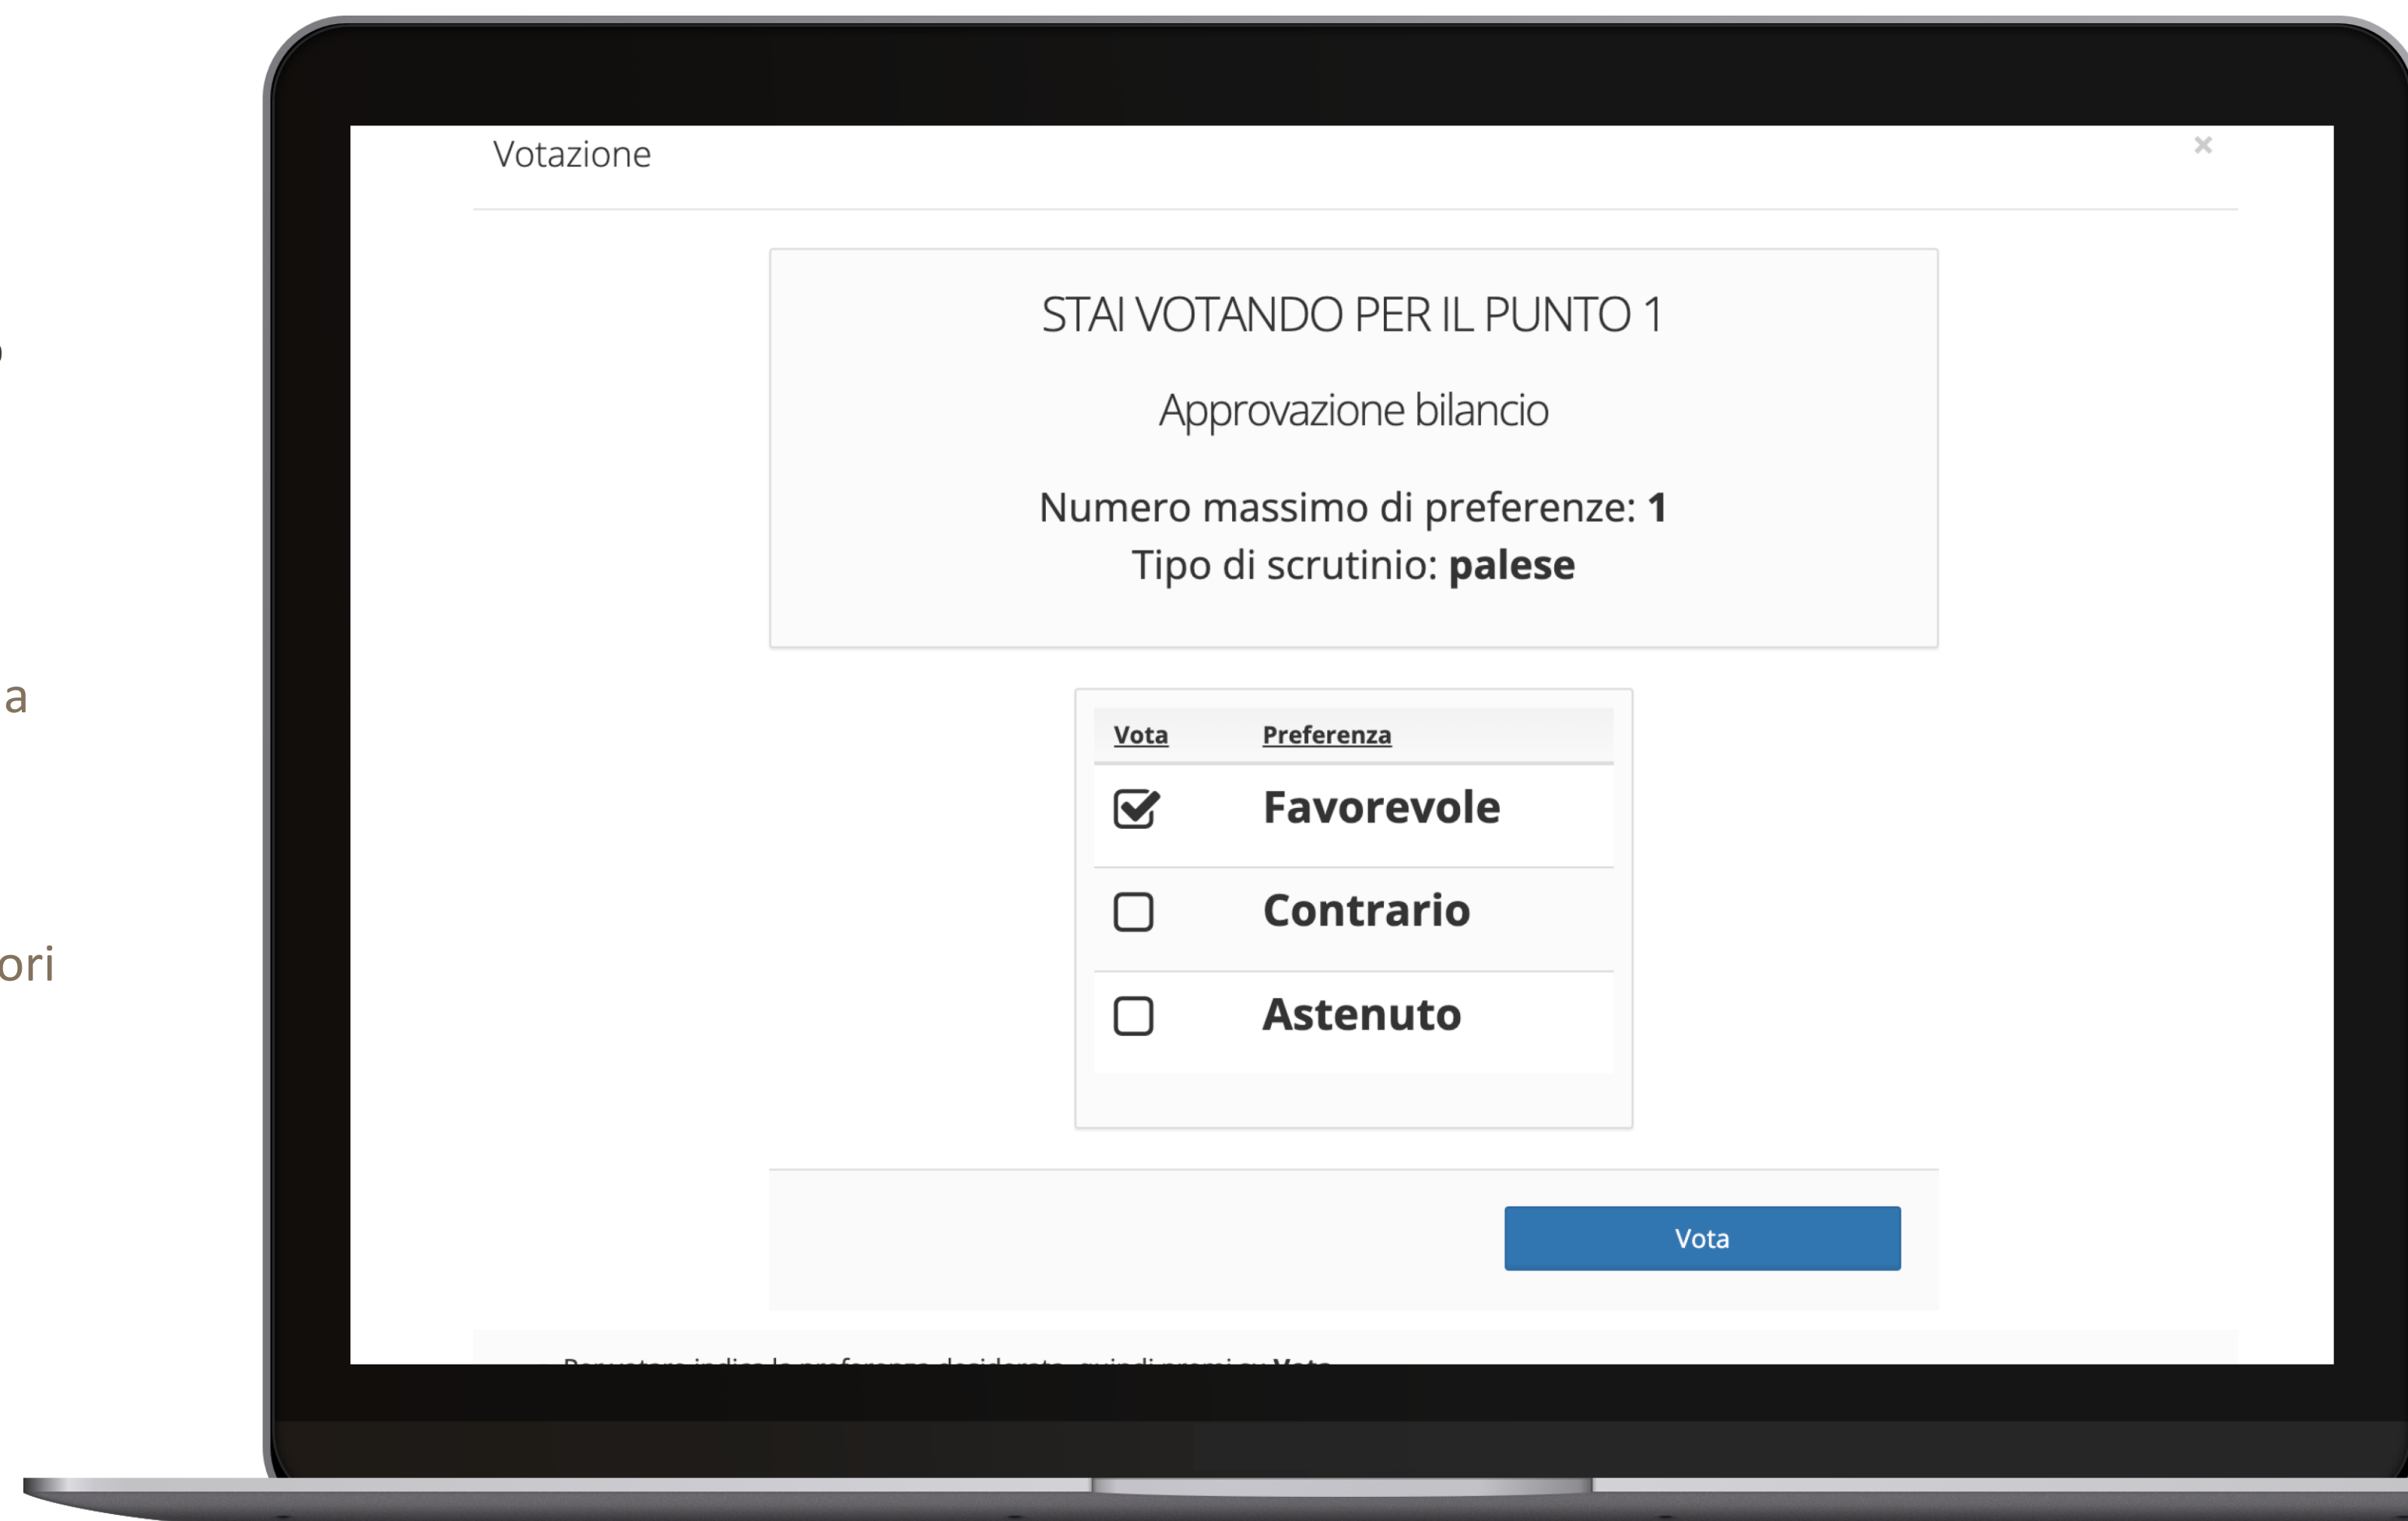 Votazione
STAI VOTANDO PER IL PUNTO 1
Approvazione bilancio
Numero massimo di preferenze: 1
Tipo di scrutinio: palese
a
ori
Vota Preferenza
Favorevole
Contrario
Astenuto
Vota